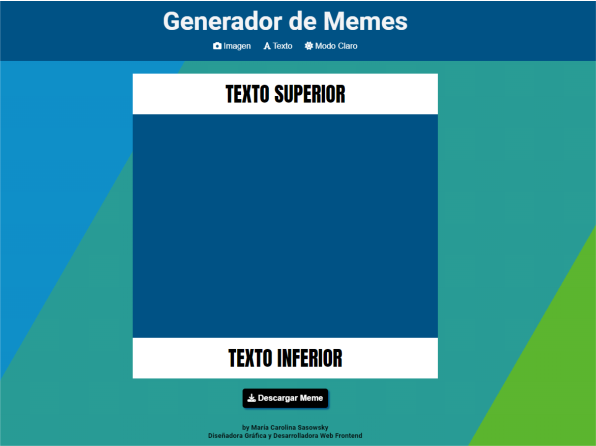 Generador de Memes
Imagen Texto Modo Claro
TEXTO SUPERIOR
TEXTO INFERIOR
Descargar Meme
by María Carolina Sasowsky
Diseñadora Gráfica y Desarrolladora Web Frontend